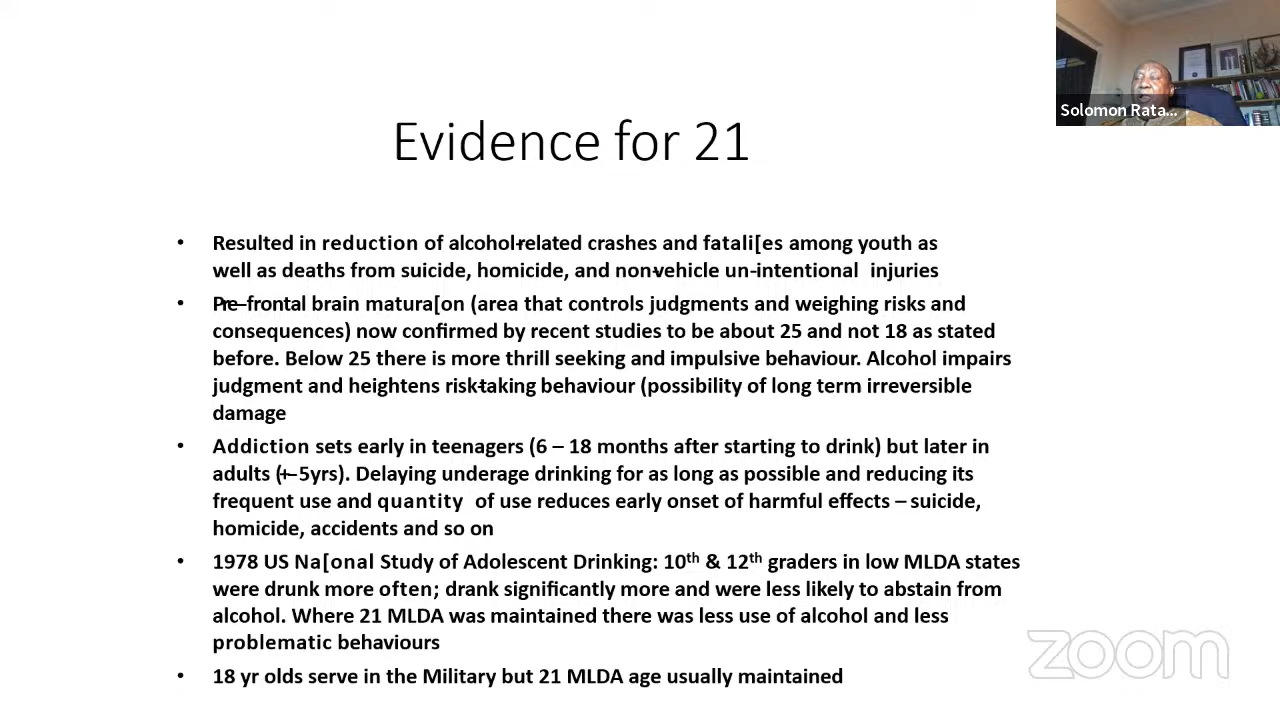 Solomon Rata...
Evidence for 21
• Resulted in reduction of alcohol-related crashes and fatali[es among youth as
well as deaths from suicide, homicide, and non-vehicle un-intentional injuries
• Pre-–frontal brain matura[on (area that controls judgments and weighing risks and
consequences) now confirmed by recent studies to be about 25 and not 18 as stated
before. Below 25 there is more thrill seeking and impulsive behaviour. Alcohol impairs
judgment and heightens risk-taking behaviour (possibility of long term irreversible
damage
• Addiction sets early in teenagers (6 – 18 months after starting to drink) but later in
adults (+-–5yrs). Delaying underage drinking for as long as possible and reducing its
frequent use and quantity of use reduces early onset of harmful effects – suicide,
homicide, accidents and so on
• 1978 US Na[onal Study of Adolescent Drinking: 10th & 12th graders in low MLDA states
were drunk more often; drank significantly more and were less likely to abstain from
alcohol. Where 21 MLDA was maintained there was less use of alcohol and less
problematic behaviours
• 18 yr olds serve in the Military but 21 MLDA age usually maintained
zoom